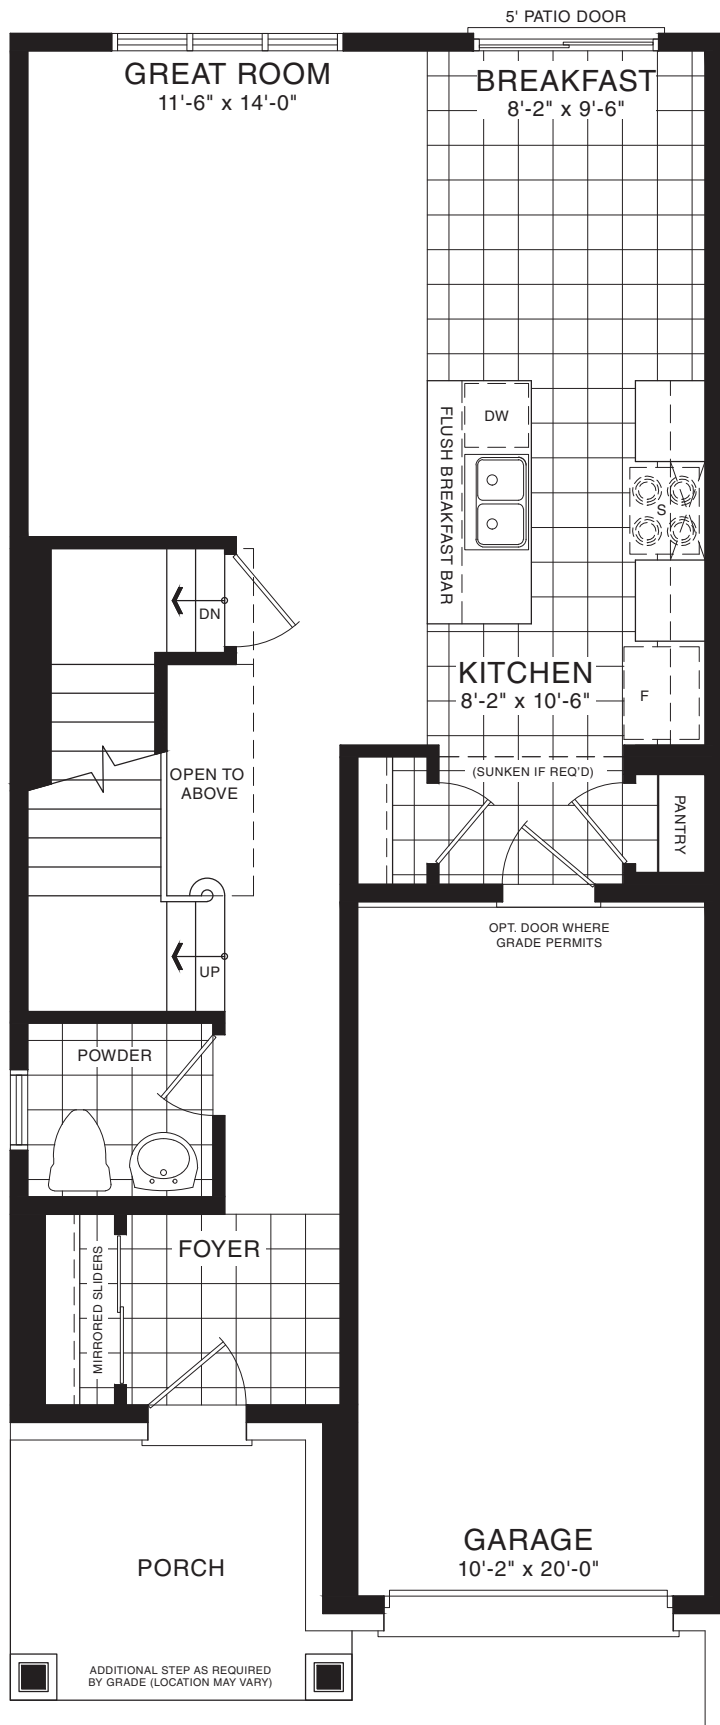 5' PATIO DOOR
GREAT ROOM
11'-6" x 14'-0"
BREAKFAST
8'-2" x 9'-6"
DW
FLUSH BREAKFAST BAR
S
DN
KITCHEN
8'-2" x 10'-6"
F
OPEN TO
ABOVE
(SUNKEN IF REQ'D)
PANTRY
OPT. DOOR WHERE
GRADE PERMITS
UP
POWDER
FOYER
MIRRORED SLIDERS
GARAGE
10'-2" x 20'-0"
PORCH
ADDITIONAL STEP AS REQUIRED
BY GRADE (LOCATION MAY VARY)